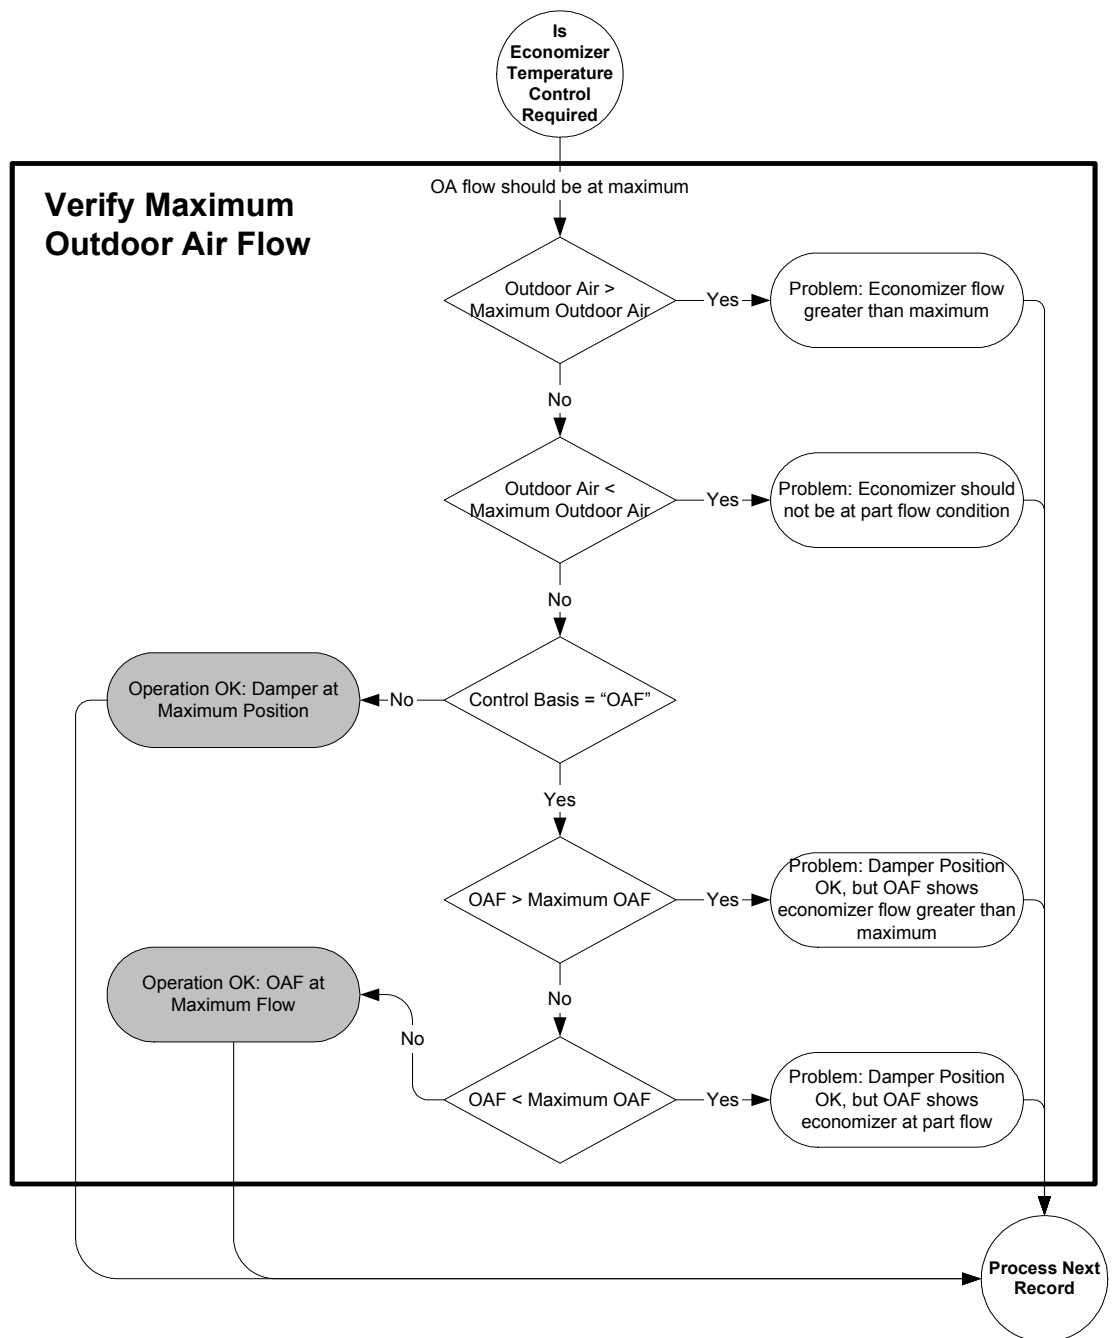 Is
Economizer
Temperature
Control
Required
Verify Maximum
Outdoor Air Flow
OA flow should be at maximum
Outdoor Air >
Maximum Outdoor Air
Yes
Problem: Economizer flow
greater than maximum
No
Outdoor Air <
Maximum Outdoor Air
Yes
Problem: Economizer should
not be at part flow condition
No
Operation OK: Damper at
Maximum Position
No
Control Basis = “OAF”
Yes
OAF > Maximum OAF
Yes
Problem: Damper Position
OK, but OAF shows
economizer flow greater than
maximum
No
Operation OK: OAF at
Maximum Flow
No
OAF < Maximum OAF
Yes
Problem: Damper Position
OK, but OAF shows
economizer at part flow
Process Next
Record